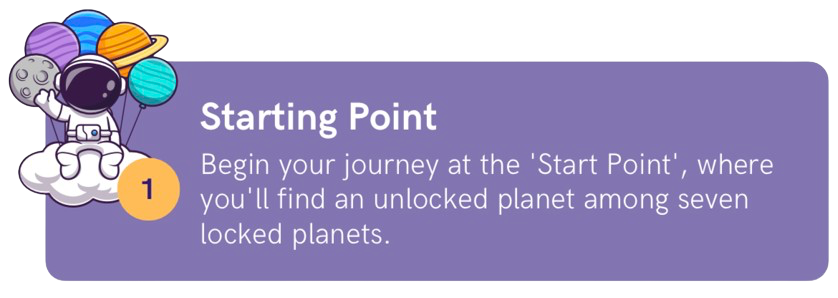 Starting Point
Begin your journey at the 'Start Point', where
you'll find an unlocked planet among seven
locked planets.
1